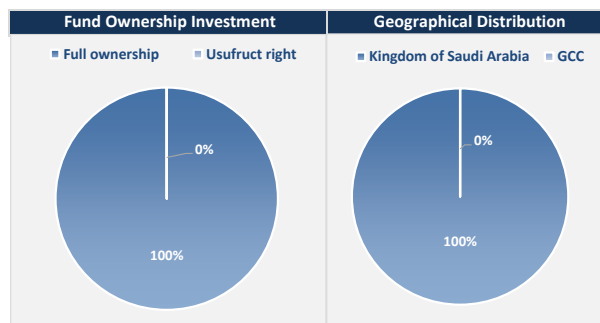 Fund Ownership Investment
Full ownership Usufruct right
0%
100%
Geographical Distribution
Kingdom of Saudi Arabia GCC
0%
100%